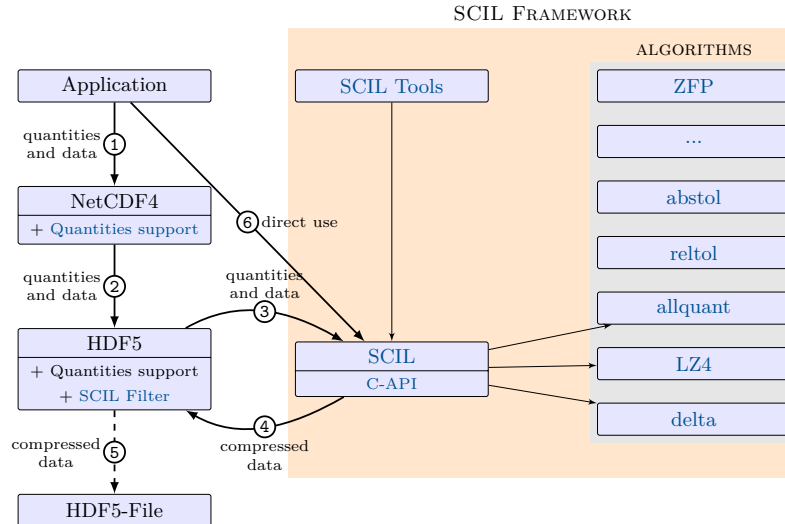 SCIL FRAMEWORK
ALGORITHMS
Application
SCIL Tools
ZFP
quantities
and data
1
...
NetCDF4
+ Quantities support
abstol
6 direct use
reltol
quantities
and data
2
quantities
and data
3
allquant
HDF5
+ Quantities support
+ SCIL Filter
SCIL
C-API
LZ4
delta
4
compressed
data
compressed
data
5
HDF5-File